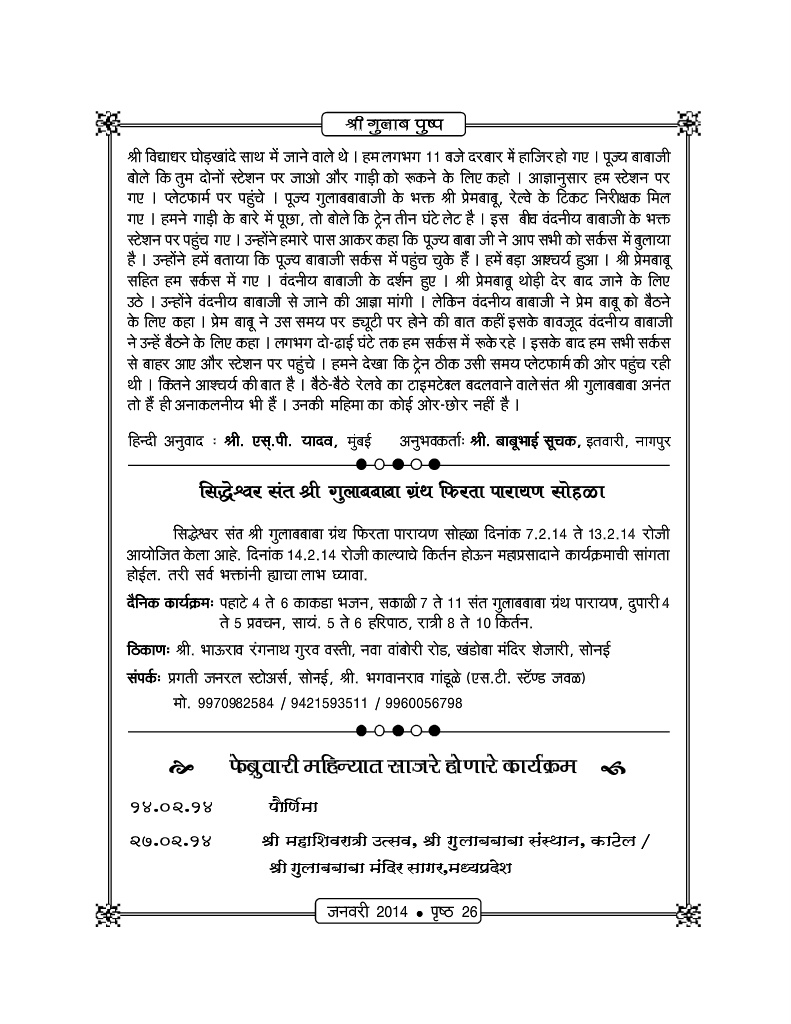 श्री गुलाब पुष्प
श्री विद्याधर घोड़खांदे साथ में जाने वाले थे । हम लगभग 11 बजे दरबार में हाजिर हो गए । पूज्य बाबाजी
बोले कि तुम दोनों स्टेशन पर जाओ और गाड़ी को रूकने के लिए कहो । आज्ञानुसार हम स्टेशन पर
गए । प्लेटफार्म पर पहुंचे । पूज्य गुलाबबाबाजी के भक्त श्री प्रेमबाबू, रेल्वे के टिकट निरीक्षक मिल
गए । हमने गाड़ी के बारे में पूछा, तो बोले कि ट्रेन तीन घंटे लेट है । इस बीच वंदनीय बाबाजी के भक्त
स्टेशन पर पहुंच गए । उन्होंने हमारे पास आकर कहा कि पूज्य बाबा जी ने आप सभी को सर्कस में बुलाया
है । उन्होंने हमें बताया कि पूज्य बाबाजी सर्कस में पहुंच चुके हैं । हमें बड़ा आश्चर्य हुआ । श्री प्रेमबाबू
सहित हम सर्कस में गए । वंदनीय बाबाजी के दर्शन हुए । श्री प्रेमबाबू थोड़ी देर बाद जाने के लिए
उठे । उन्होंने वंदनीय बाबाजी से जाने की आज्ञा मांगी । लेकिन वंदनीय बाबाजी ने प्रेम बाबू को बैठने
के लिए कहा । प्रेम बाबू ने उस समय पर ड्यूटी पर होने की बात कहीं इसके बावजूद वंदनीय बाबाजी
ने उन्हें बैठने के लिए कहा । लगभग दो-ढाई घंटे तक हम सर्कस में रूके रहे । इसके बाद हम सभी सर्कस
से बाहर आए और स्टेशन पर पहुंचे । हमने देखा कि ट्रेन ठीक उसी समय प्लेटफार्म की ओर पहुंच रही
थी । कितने आश्चर्य की बात है । बैठे-बैठे रेलवे का टाइमटेबल बदलवाने वाले संत श्री गुलाबबाबा अनंत
तो हैं ही अनाकलनीय भी हैं । उनकी महिमा का कोई ओर-छोर नहीं है ।
हिन्दी अनुवाद : श्री. एस्.पी. यादव, मुंबई अनुभवकर्ताः श्री. बाबूभाई सूचक, इतवारी, नागपुर
सिद्धेश्वर संत श्री गुलाबबाबा ग्रंथ फिरता पारायण सोहळा
सिद्धेश्वर संत श्री गुलाबबाबा ग्रंथ फिरता पारायण सोहळा दिनांक 7.2.14 ते 13.2.14 रोजी
आयोजित केला आहे. दिनांक 14.2.14 रोजी काल्याचे किर्तन होऊन महाप्रसादाने कार्यक्रमाची सांगता
होईल. तरी सर्व भक्तांनी ह्याचा लाभ घ्यावा.
दैनिक कार्यक्रमः पहाटे 4 ते 6 काकडा भजन, सकाळी 7 ते 11 संत गुलाबबाबा ग्रंथ पारायण, दुपारी 4
ते 5 प्रवचन, सायं. 5 ते 6 हरिपाठ, रात्री 8 ते 10 किर्तन.
ठिकाणः श्री. भाऊराव रंगनाथ गुरव वस्ती, नवा वांबोरी रोड, खंडोबा मंदिर शेजारी, सोनई
संपर्कः प्रगती जनरल स्टोअर्स, सोनई, श्री. भगवानराव गांडूळे (एस.टी. स्टॅण्ड जवळ)
मो. 9970982584 / 9421593511 / 9960056798
फेब्रुवारी महिन्यात साजरे होणारे कार्यक्रम
१४.०२.१४ पौर्णिमा
२७.०२.१४ श्री महाशिवरात्री उत्सव, श्री गुलाबबाबा संस्थान, काटेल /
श्री गुलाबबाबा मंदिर सागर,मध्यप्रदेश
जनवरी 2014 ● पृष्ठ 26